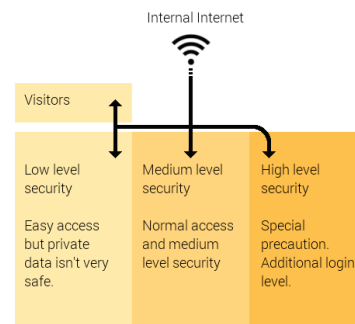 Internal Internet
Visitors
Low level
security
Easy access
but private
data isn't very
safe.
Medium level
security
Normal access
and medium
level security
High level
security
Special
precaution.
Additional login
level.